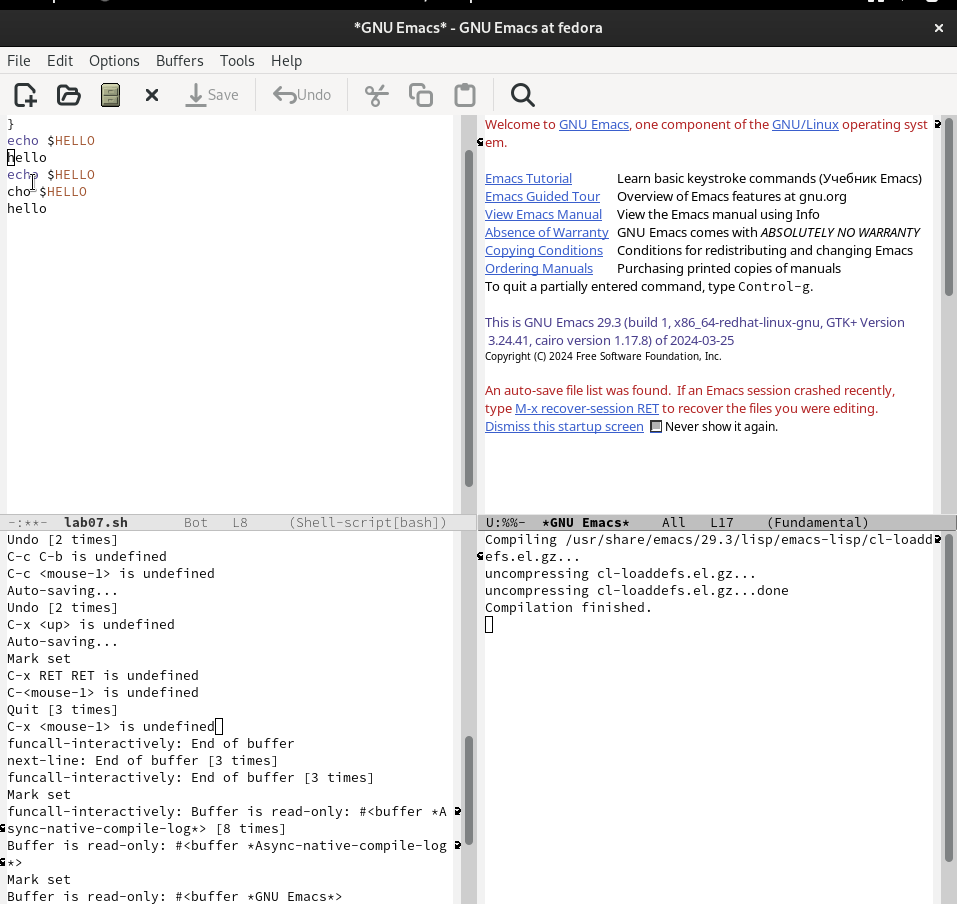 *GNU Emacs* - GNU Emacs at fedora
File Edit Options Buffers Tools Help
Save Undo
}
echo $HELLO
hello
echo $HELLO
cho $HELLO
hello
-:**- lab07.sh Bot L8 (Shell-script[bash])
Welcome to GNU Emacs, one component of the GNU/Linux operating syst
em.
Emacs Tutorial Learn basic keystroke commands (Учебник Emacs)
Emacs Guided Tour Overview of Emacs features at gnu.org
View Emacs Manual View the Emacs manual using Info
Absence of Warranty GNU Emacs comes with ABSOLUTELY NO WARRANTY
Copying Conditions Conditions for redistributing and changing Emacs
Ordering Manuals Purchasing printed copies of manuals
To quit a partially entered command, type Control-g.
This is GNU Emacs 29.3 (build 1, x86_64-redhat-linux-gnu, GTK+ Version
3.24.41, cairo version 1.17.8) of 2024-03-25
Copyright (C) 2024 Free Software Foundation, Inc.
An auto-save file list was found. If an Emacs session crashed recently,
type M-x recover-session RET to recover the files you were editing.
Dismiss this startup screen Never show it again.
U:%%- *GNU Emacs* All L17 (Fundamental)
Undo [2 times]
C-c C-b is undefined
C-c <mouse-1> is undefined
Auto-saving...
Undo [2 times]
C-x <up> is undefined
Auto-saving...
Mark set
C-x RET RET is undefined
C-<mouse-1> is undefined
Quit [3 times]
C-x <mouse-1> is undefined
funcall-interactively: End of buffer
next-line: End of buffer [3 times]
funcall-interactively: End of buffer [3 times]
Mark set
funcall-interactively: Buffer is read-only: #<buffer *A
sync-native-compile-log*> [8 times]
Buffer is read-only: #<buffer *Async-native-compile-log
*>
Mark set
Buffer is read-only: #<buffer *GNU Emacs*>
Compiling /usr/share/emacs/29.3/lisp/emacs-lisp/cl-loadd
efs.el.gz...
uncompressing cl-loaddefs.el.gz...
uncompressing cl-loaddefs.el.gz...done
Compilation finished.